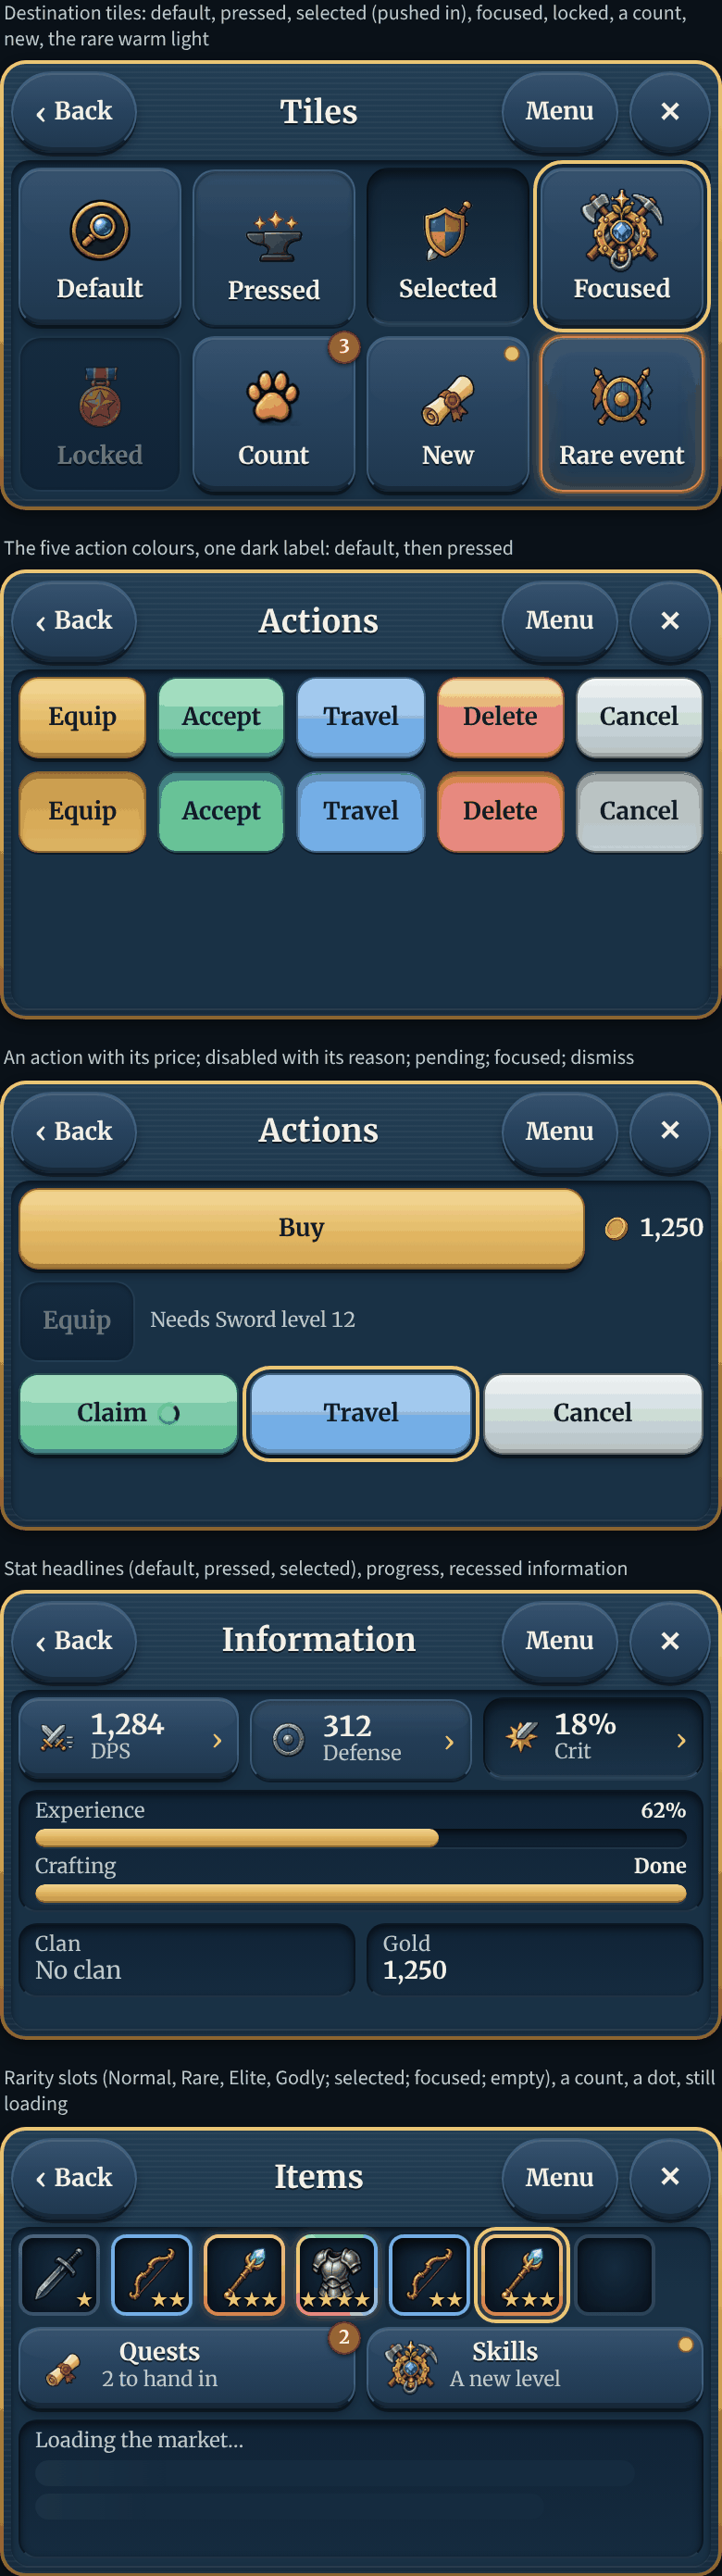 Destination tiles: default, pressed, selected (pushed in), focused, locked, a count,
new, the rare warm light
‹ Back
Tiles
Menu
✕
Default
Pressed
Selected
Focused
Locked
3
Count
New
Rare event
The five action colours, one dark label: default, then pressed
‹ Back
Actions
Menu
✕
Equip
Accept
Travel
Delete
Cancel
Equip
Accept
Travel
Delete
Cancel
An action with its price; disabled with its reason; pending; focused; dismiss
‹ Back
Actions
Menu
✕
Buy
1,250
Equip
Needs Sword level 12
Claim
Travel
Cancel
Stat headlines (default, pressed, selected), progress, recessed information
‹ Back
Information
Menu
✕
1,284
DPS
›
312
Defense
›
18%
Crit
›
Experience
62%
Crafting
Done
Clan
No clan
Gold
1,250
Rarity slots (Normal, Rare, Elite, Godly; selected; focused; empty), a count, a dot, still
loading
‹ Back
Items
Menu
✕
Quests
2 to hand in
2
Skills
A new level
Loading the market...